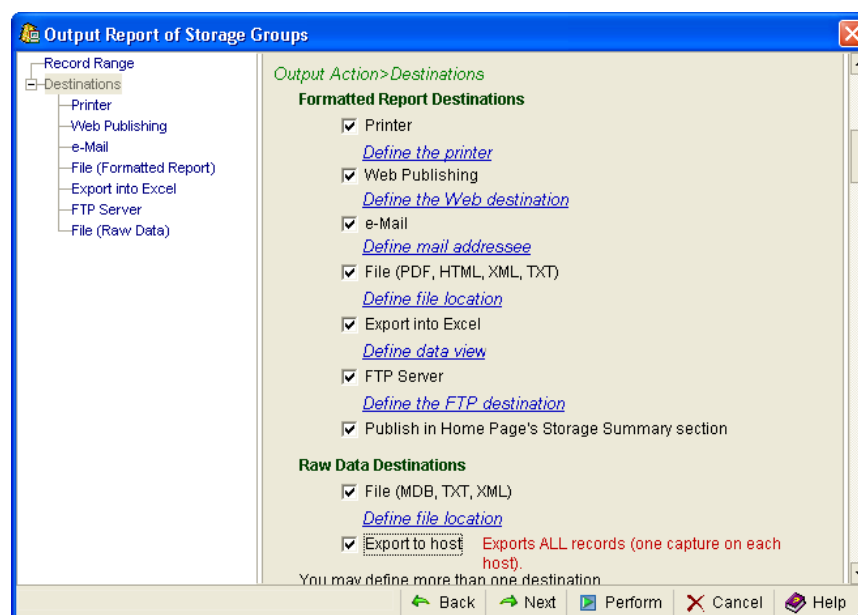 Output Report of Storage Groups
Record Range
Destinations
Printer
Web Publishing
e-Mail
File (Formatted Report)
Export into Excel
FTP Server
File (Raw Data)
Output Action>Destinations
Formatted Report Destinations
Printer
Define the printer
Web Publishing
Define the Web destination
e-Mail
Define mail addressee
File (PDF, HTML, XML, TXT)
Define file location
Export into Excel
Define data view
FTP Server
Define the FTP destination
Publish in Home Page's Storage Summary section
Raw Data Destinations
File (MDB, TXT, XML)
Define file location
Export to host Exports ALL records (one capture on each
host).
You may define more than one destination
Back Next Perform Cancel Help